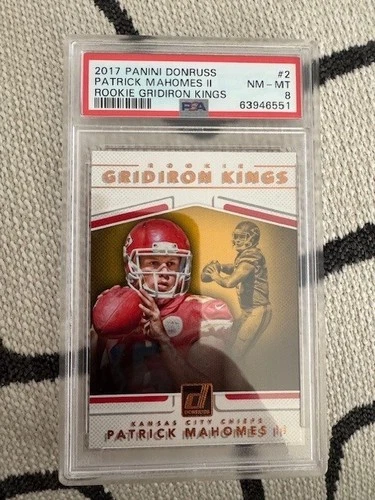 2017 PANINI DONRUSS #2
PATRICK MAHOMES II NM-MT
ROOKIE GRIDIRON KINGS 8
PSA 63946551
ROOKIE
GRIDIRON KINGS
d
DONRUSS
KANSAS CITY CHIEFS
PATRICK MAHOMES II